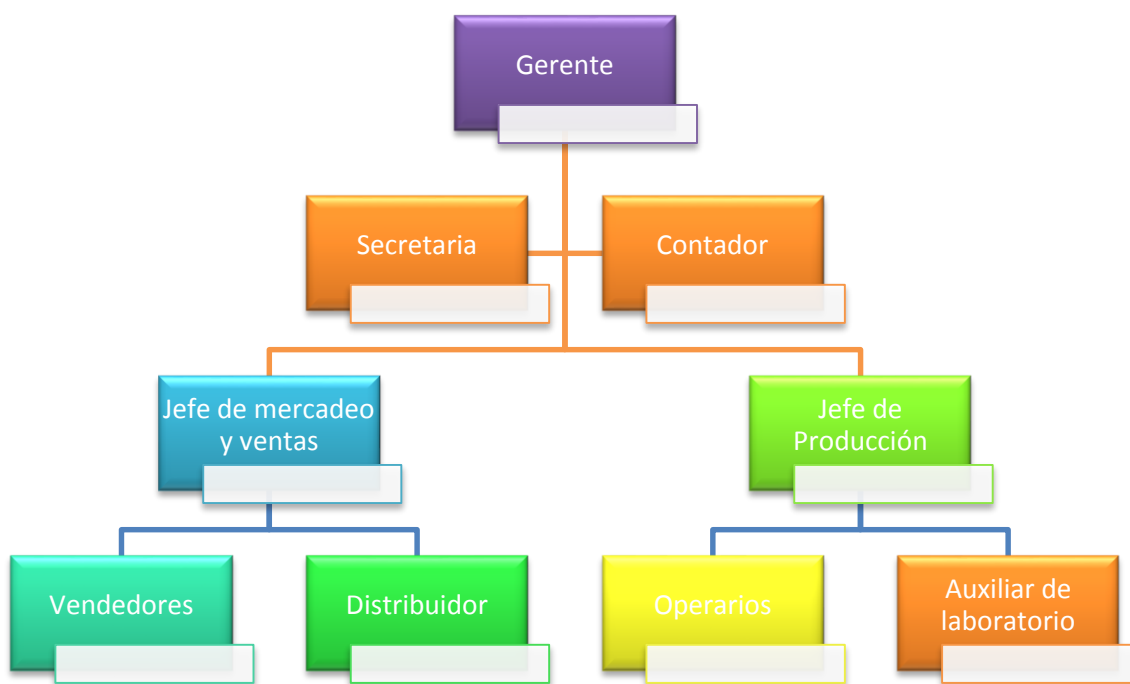 Gerente
Secretaria
Contador
Jefe de mercadeo
y ventas
Jefe de
Producción
Vendedores
Distribuidor
Operarios
Auxiliar de
laboratorio